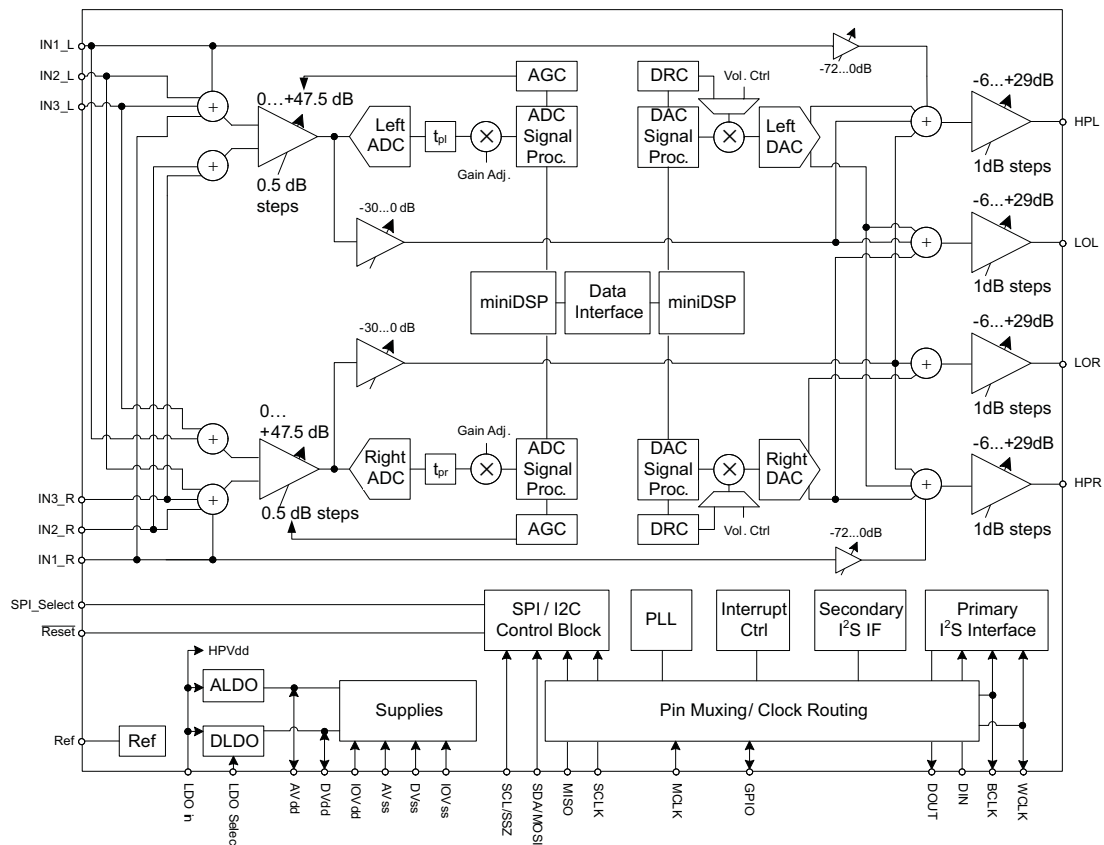 IN1_L
IN2_L
IN3_L
0…+47.5 dB
0.5 dB
steps
Left
ADC
tpl
Gain Adj.
AGC
ADC
Signal
Proc.
DRC
Vol. Ctrl
DAC
Signal
Proc.
Left
DAC
-72...0dB
-6...+29dB
1dB steps
HPL
-30...0 dB
-6...+29dB
1dB steps
LOL
miniDSP
Data
Interface
miniDSP
-30...0 dB
-6...+29dB
1dB steps
LOR
0…
+47.5 dB
0.5 dB steps
Right
ADC
tpr
Gain Adj.
ADC
Signal
Proc.
AGC
DAC
Signal
Proc.
DRC
Vol. Ctrl
Right
DAC
-72...0dB
-6...+29dB
1dB steps
HPR
IN3_R
IN2_R
IN1_R
SPI_Select
Reset
SPI / I2C
Control Block
PLL
Interrupt
Ctrl
Secondary
I²S IF
Primary
I²S Interface
HPVdd
ALDO
DLDO
Supplies
Pin Muxing/ Clock Routing
Ref
Ref
LDO in
LDO Select
AVdd
DVdd
IOVdd
AVss
DVss
IOVss
SCL/SSZ
SDA/MOSI
MISO
SCLK
MCLK
GPIO
DOUT
DIN
BCLK
WCLK